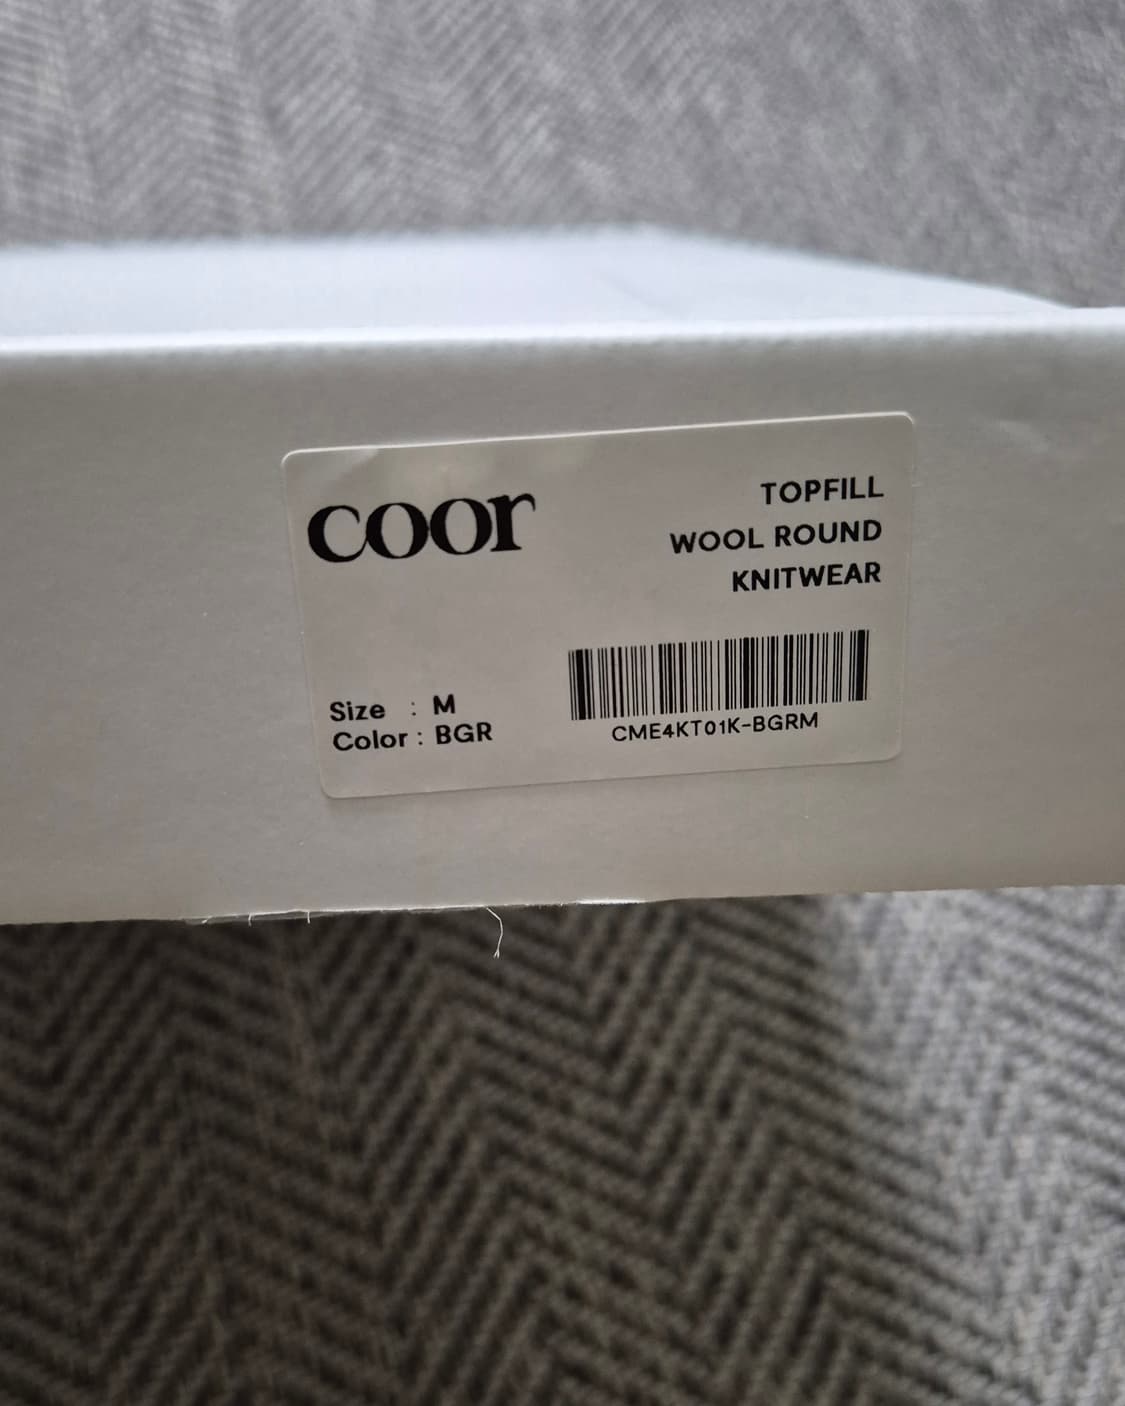 coor
TOPFILL
WOOL ROUND
KNITWEAR
Size : M
Color : BGR
CME4KT01K-BGRM